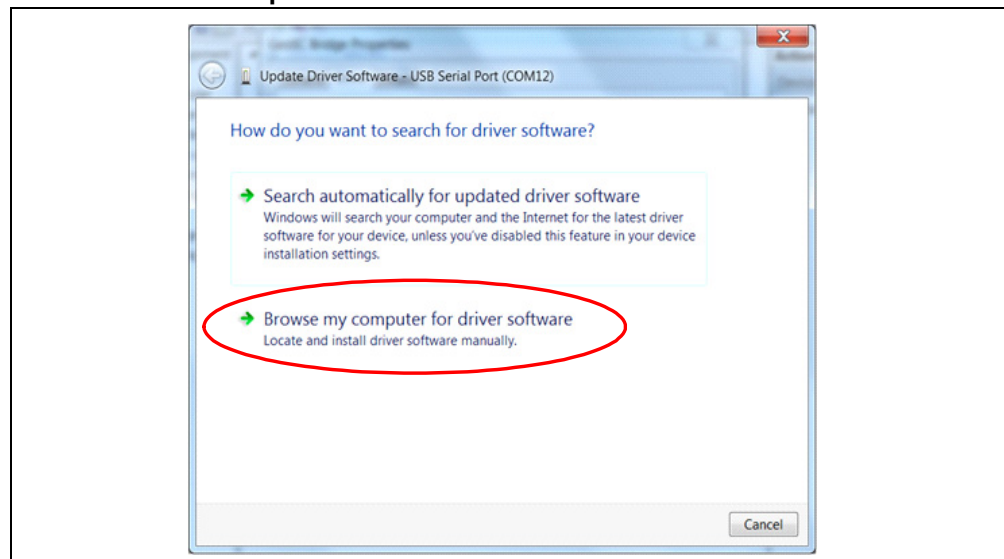 Update Driver Software - USB Serial Port (COM12)
How do you want to search for driver software?
Search automatically for updated driver software
Windows will search your computer and the Internet for the latest driver
software for your device, unless you've disabled this feature in your device
installation settings.
Browse my computer for driver software
Locate and install driver software manually.
Cancel